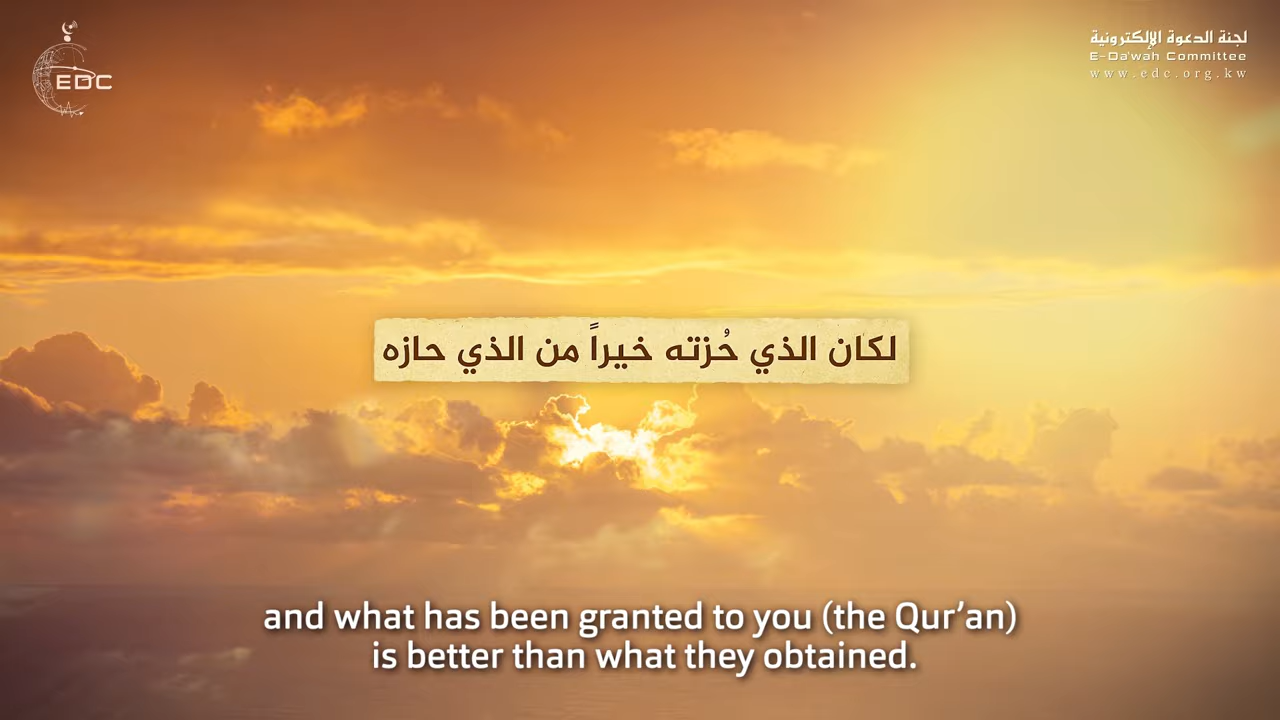 EDC
لجنة الدعوة الإلكترونية
E-Da'wah Committee
www.edc.org.kw
لكان الذي حُزته خيراً من الذي حازه
and what has been granted to you (the Qur’an)
is better than what they obtained.